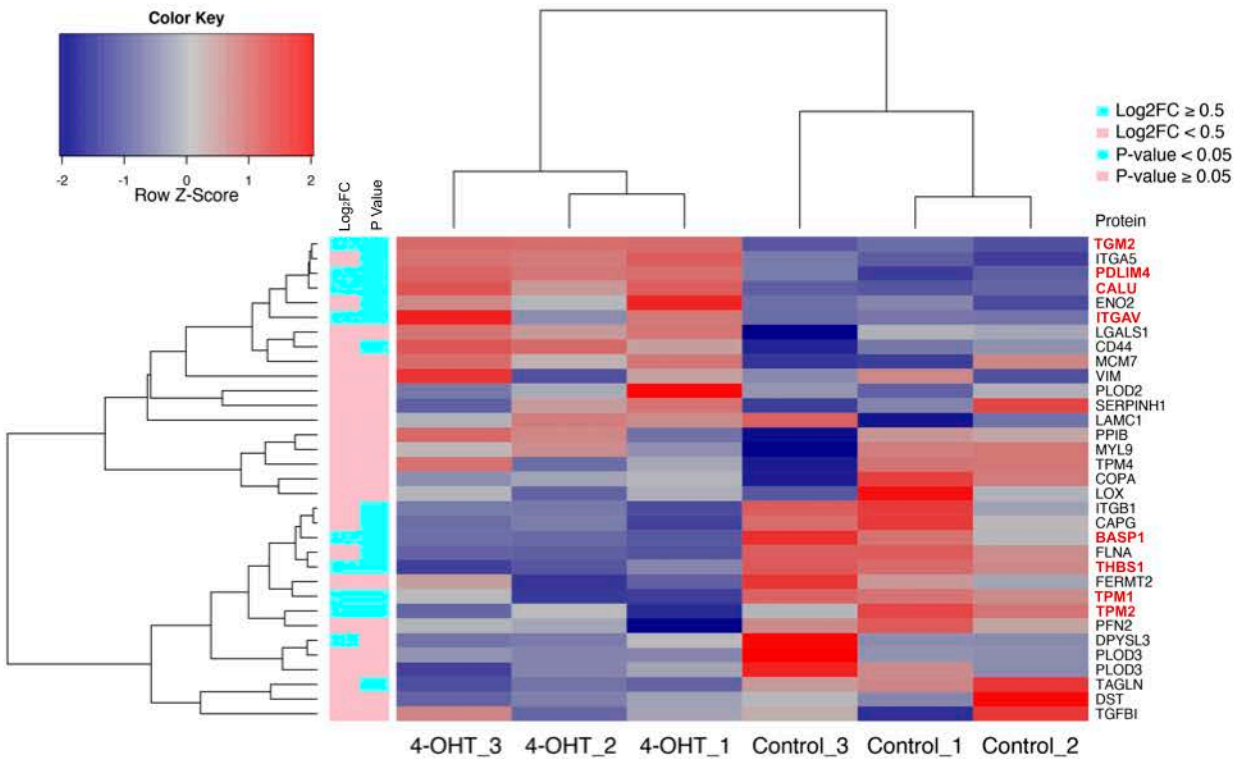 Color Key
-2 -1 0 1 2
Row Z-Score
Log2FC ≥ 0.5
Log2FC < 0.5
P-value < 0.05
P-value ≥ 0.05
Log₂FC
P Value
Protein
TGM2
ITGA5
PDLIM4
CALU
ENO2
ITGAV
LGALS1
CD44
MCM7
VIM
PLOD2
SERPINH1
LAMC1
PPIB
MYL9
TPM4
COPA
LOX
ITGB1
CAPG
BASP1
FLNA
THBS1
FERMT2
TPM1
TPM2
PFN2
DPYSL3
PLOD3
PLOD3
TAGLN
DST
TGFBI
4-OHT_3 4-OHT_2 4-OHT_1 Control_3 Control_1 Control_2